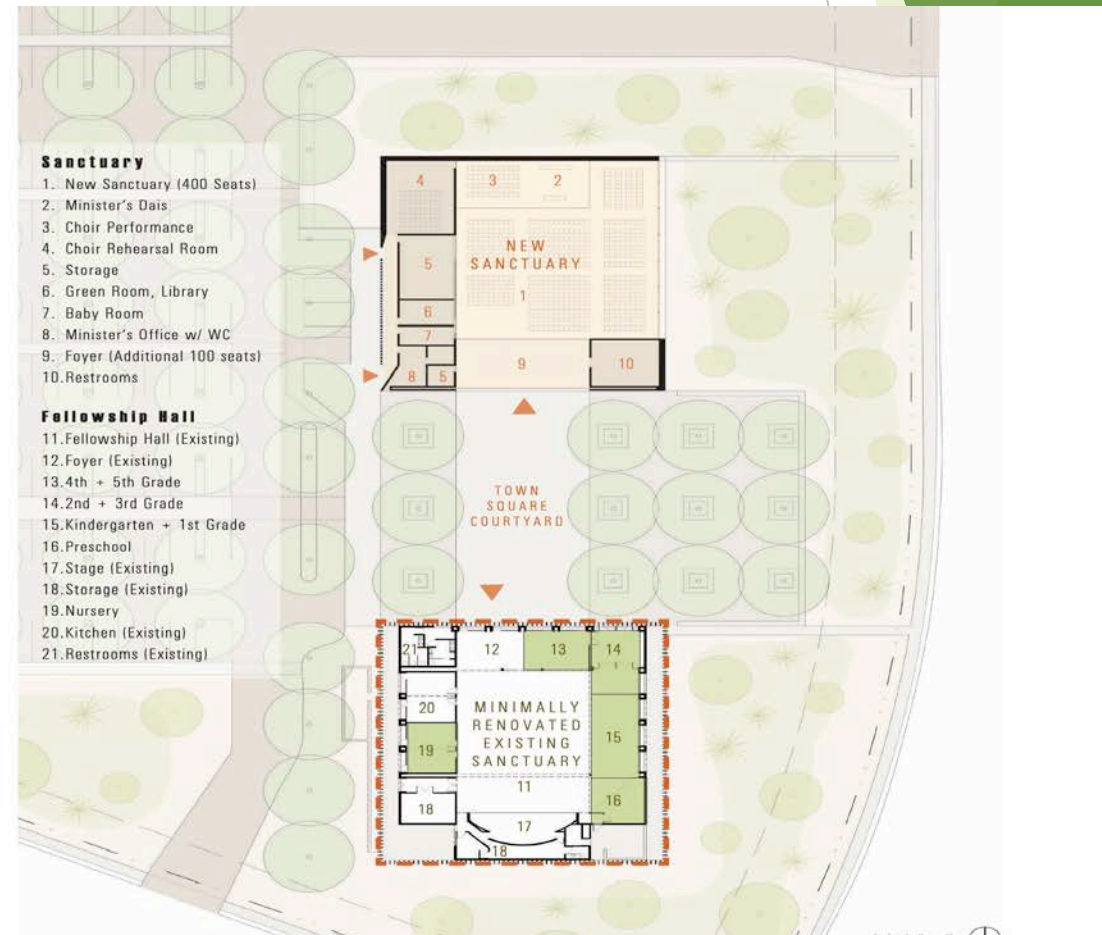 Sanctuary
1. New Sanctuary (400 Seats)
2. Minister's Dais
3. Choir Performance
4. Choir Rehearsal Room
5. Storage
6. Green Room, Library
7. Baby Room
8. Minister's Office w/ WC
9. Foyer (Additional 100 seats)
10.Restrooms
Fellowship Hall
11.Fellowship Hall (Existing)
12.Foyer (Existing)
13.4th + 5th Grade
14.2nd + 3rd Grade
15.Kindergarten + 1st Grade
16.Preschool
17.Stage (Existing)
18.Storage (Existing)
19.Nursery
20.Kitchen (Existing)
21.Restrooms (Existing)
4
3
2
NEW
SANCTUARY
5
1
6
7
8
5
9
10
TOWN
SQUARE
COURTYARD
21
12
13
14
20
MINIMALLY
RENOVATED
EXISTING
SANCTUARY
15
19
11
16
18
17
18